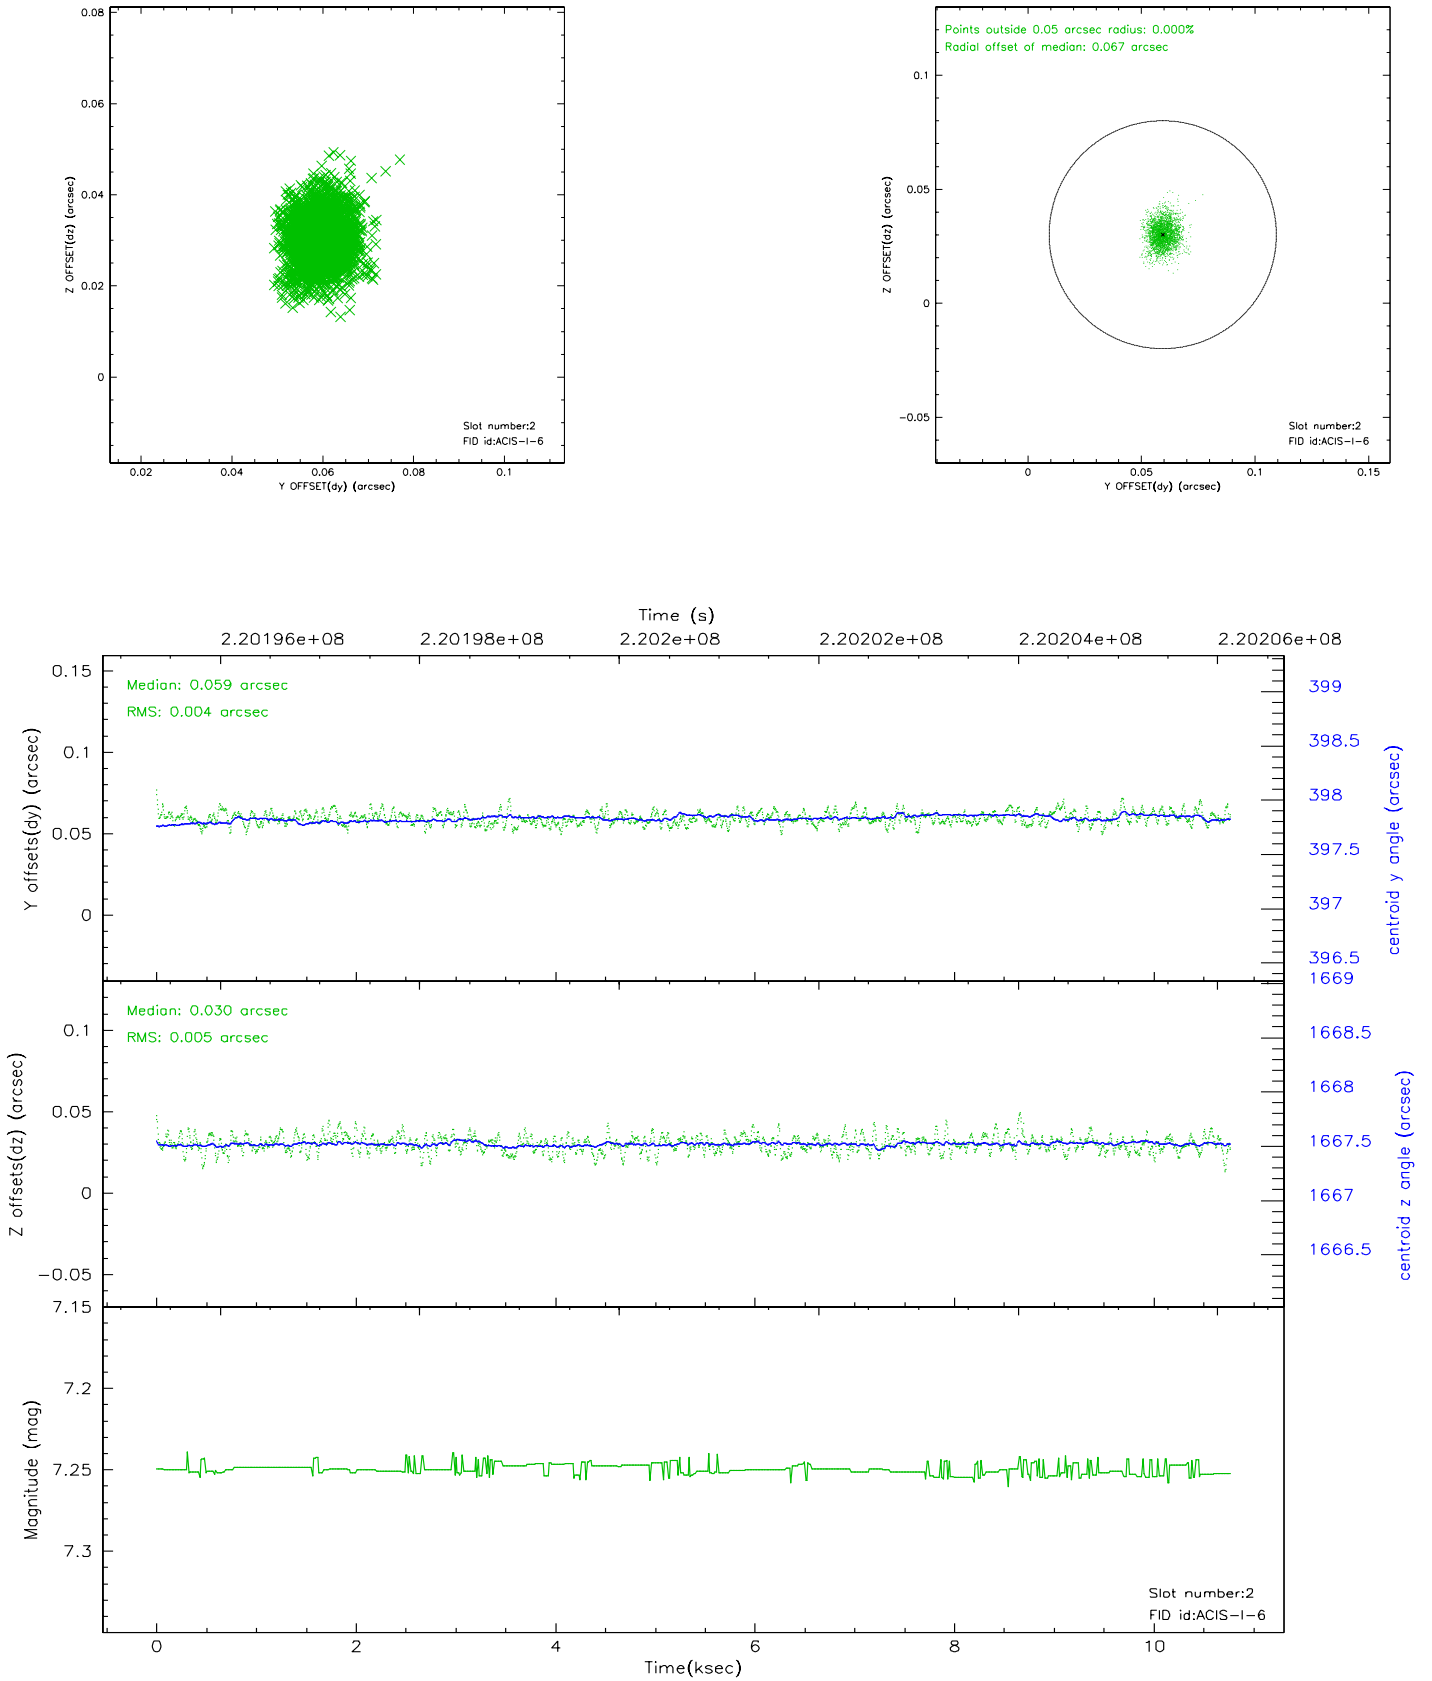 0.08
0.06
0.04
0.02
0
Z OFFSET(dz) (arcsec)
Slot number:2
FID id:ACIS-I-6
0.02 0.04 0.06 0.08 0.1
Y OFFSET(dy) (arcsec)
Points outside 0.05 arcsec radius: 0.000%
Radial offset of median: 0.067 arcsec
0.1
0.05
0
-0.05
Z OFFSET(dz) (arcsec)
Slot number:2
FID id:ACIS-I-6
0 0.05 0.1 0.15
Y OFFSET(dy) (arcsec)
Time (s)
2.20196e+08 2.20198e+08 2.202e+08 2.20202e+08 2.20204e+08 2.20206e+08
Median: 0.059 arcsec
RMS: 0.004 arcsec
0.15
0.1
0.05
0
Y offsets(dy) (arcsec)
399
398.5
398
397.5
397
396.5
centroid y angle (arcsec)
Median: 0.030 arcsec
RMS: 0.005 arcsec
0.1
0.05
0
-0.05
Z offsets(dz) (arcsec)
1669
1668.5
1668
1667.5
1667
1666.5
centroid z angle (arcsec)
7.15
7.2
7.25
7.3
Magnitude (mag)
Slot number:2
FID id:ACIS-I-6
0 2 4 6 8 10
Time(ksec)